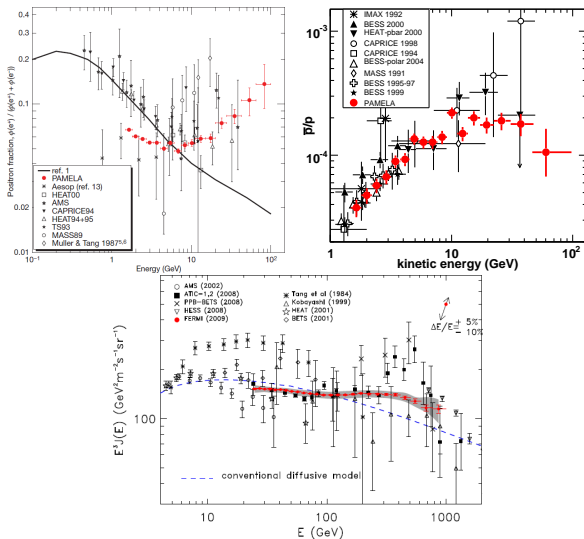 Positron fraction, φ(e⁺) / (φ(e⁺) + φ(e⁻))
0.4
0.3
0.2
0.1
0.02
0.01
10⁻¹
1
10
10²
Energy (GeV)
ref. 1
PAMELA
Aesop (ref. 13)
HEAT00
AMS
CAPRICE94
HEAT94+95
TS93
MASS89
Muller & Tang 1987⁵,⁶
p̅/p
10⁻³
10⁻⁴
1
10
10²
kinetic energy (GeV)
IMAX 1992
BESS 2000
HEAT-pbar 2000
CAPRICE 1998
CAPRICE 1994
BESS-polar 2004
MASS 1991
BESS 1995-97
BESS 1999
PAMELA
AMS (2002)
ATIC-1,2 (2008)
PPB-BETS (2008)
HESS (2008)
FERMI (2009)
Tang et al (1984)
Kobayashi (1999)
HEAT (2001)
BETS (2001)
ΔE/E= + 5%
− 10%
E³J(E) (GeV²m⁻²s⁻¹sr⁻¹)
100
conventional diffusive model
10
100
1000
E (GeV)